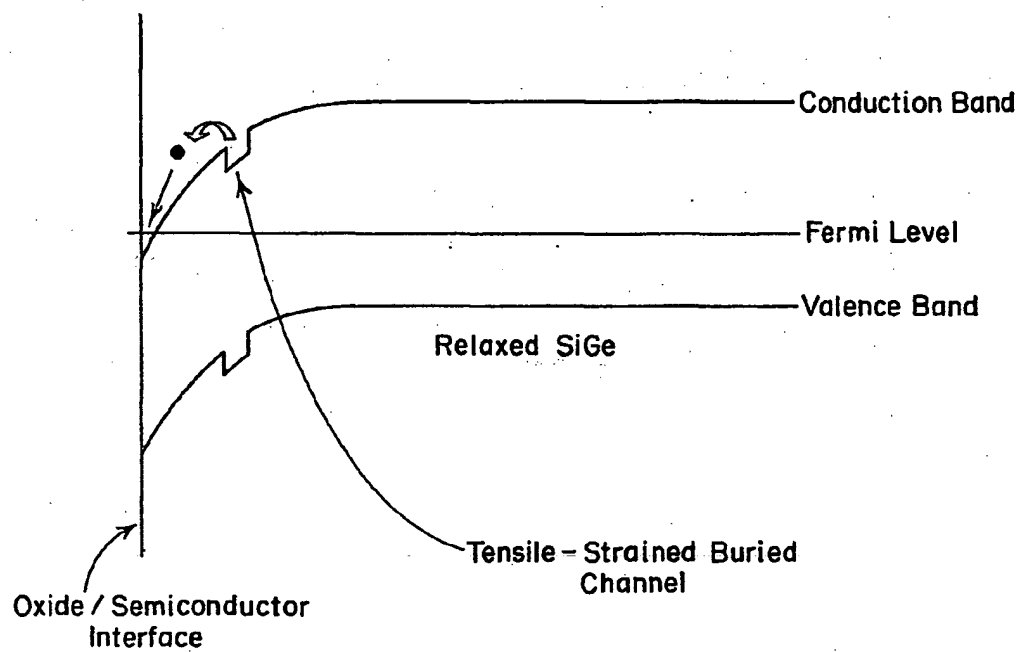 Conduction Band
Fermi Level
Valence Band
Relaxed SiGe
Tensile-Strained Buried
Channel
Oxide / Semiconductor
Interface